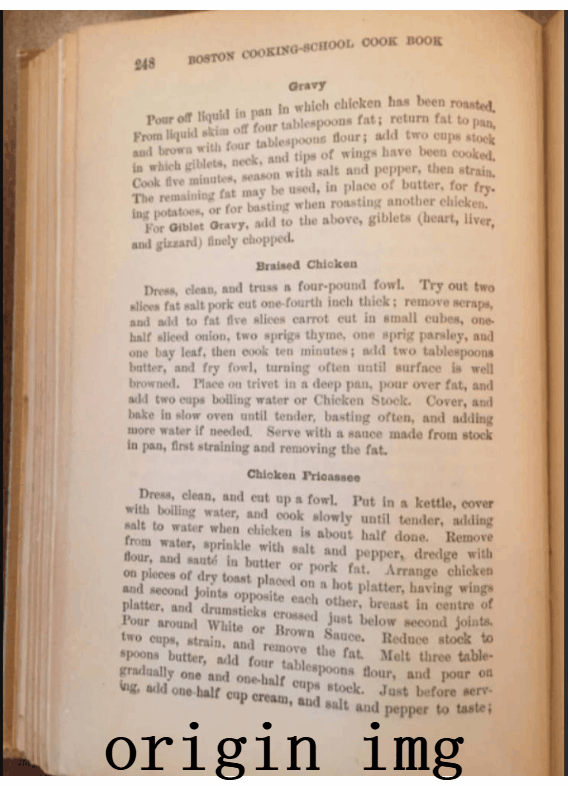 248 BOSTON COOKING-SCHOOL COOK BOOK
Gravy
Pour off liquid in pan in which chicken has been roasted.
From liquid skim off four tablespoons fat; return fat to pan,
and brown with four tablespoons flour; add two cups stock
in which giblets, neck, and tips of wings have been cooked.
Cook five minutes, season with salt and pepper, then strain.
The remaining fat may be used, in place of butter, for fry-
ing potatoes, or for basting when roasting another chicken.
For Giblet Gravy, add to the above, giblets (heart, liver,
and gizzard) finely chopped.
Braised Chicken
Dress, clean, and truss a four-pound fowl. Try out two
slices fat salt pork cut one-fourth inch thick; remove scraps,
and add to fat five slices carrot cut in small cubes, one-
half sliced onion, two sprigs thyme, one sprig parsley, and
one bay leaf, then cook ten minutes; add two tablespoons
butter, and fry fowl, turning often until surface is well
browned. Place on trivet in a deep pan, pour over fat, and
add two cups boiling water or Chicken Stock. Cover, and
bake in slow oven until tender, basting often, and adding
more water if needed. Serve with a sauce made from stock
in pan, first straining and removing the fat.
Chicken Fricassee
Dress, clean, and cut up a fowl. Put in a kettle, cover
with boiling water, and cook slowly until tender, adding
salt to water when chicken is about half done. Remove
from water, sprinkle with salt and pepper, dredge with
flour, and sauté in butter or pork fat. Arrange chicken
on pieces of dry toast placed on a hot platter, having wings
and second joints opposite each other, breast in centre of
platter, and drumsticks crossed just below second joints.
Pour around White or Brown Sauce. Reduce stock to
two cups, strain, and remove the fat. Melt three table-
spoons butter, add four tablespoons flour, and pour on
gradually one and one-half cups stock. Just before serv-
ing, add one-half cup cream, and salt and pepper to taste;
origin img